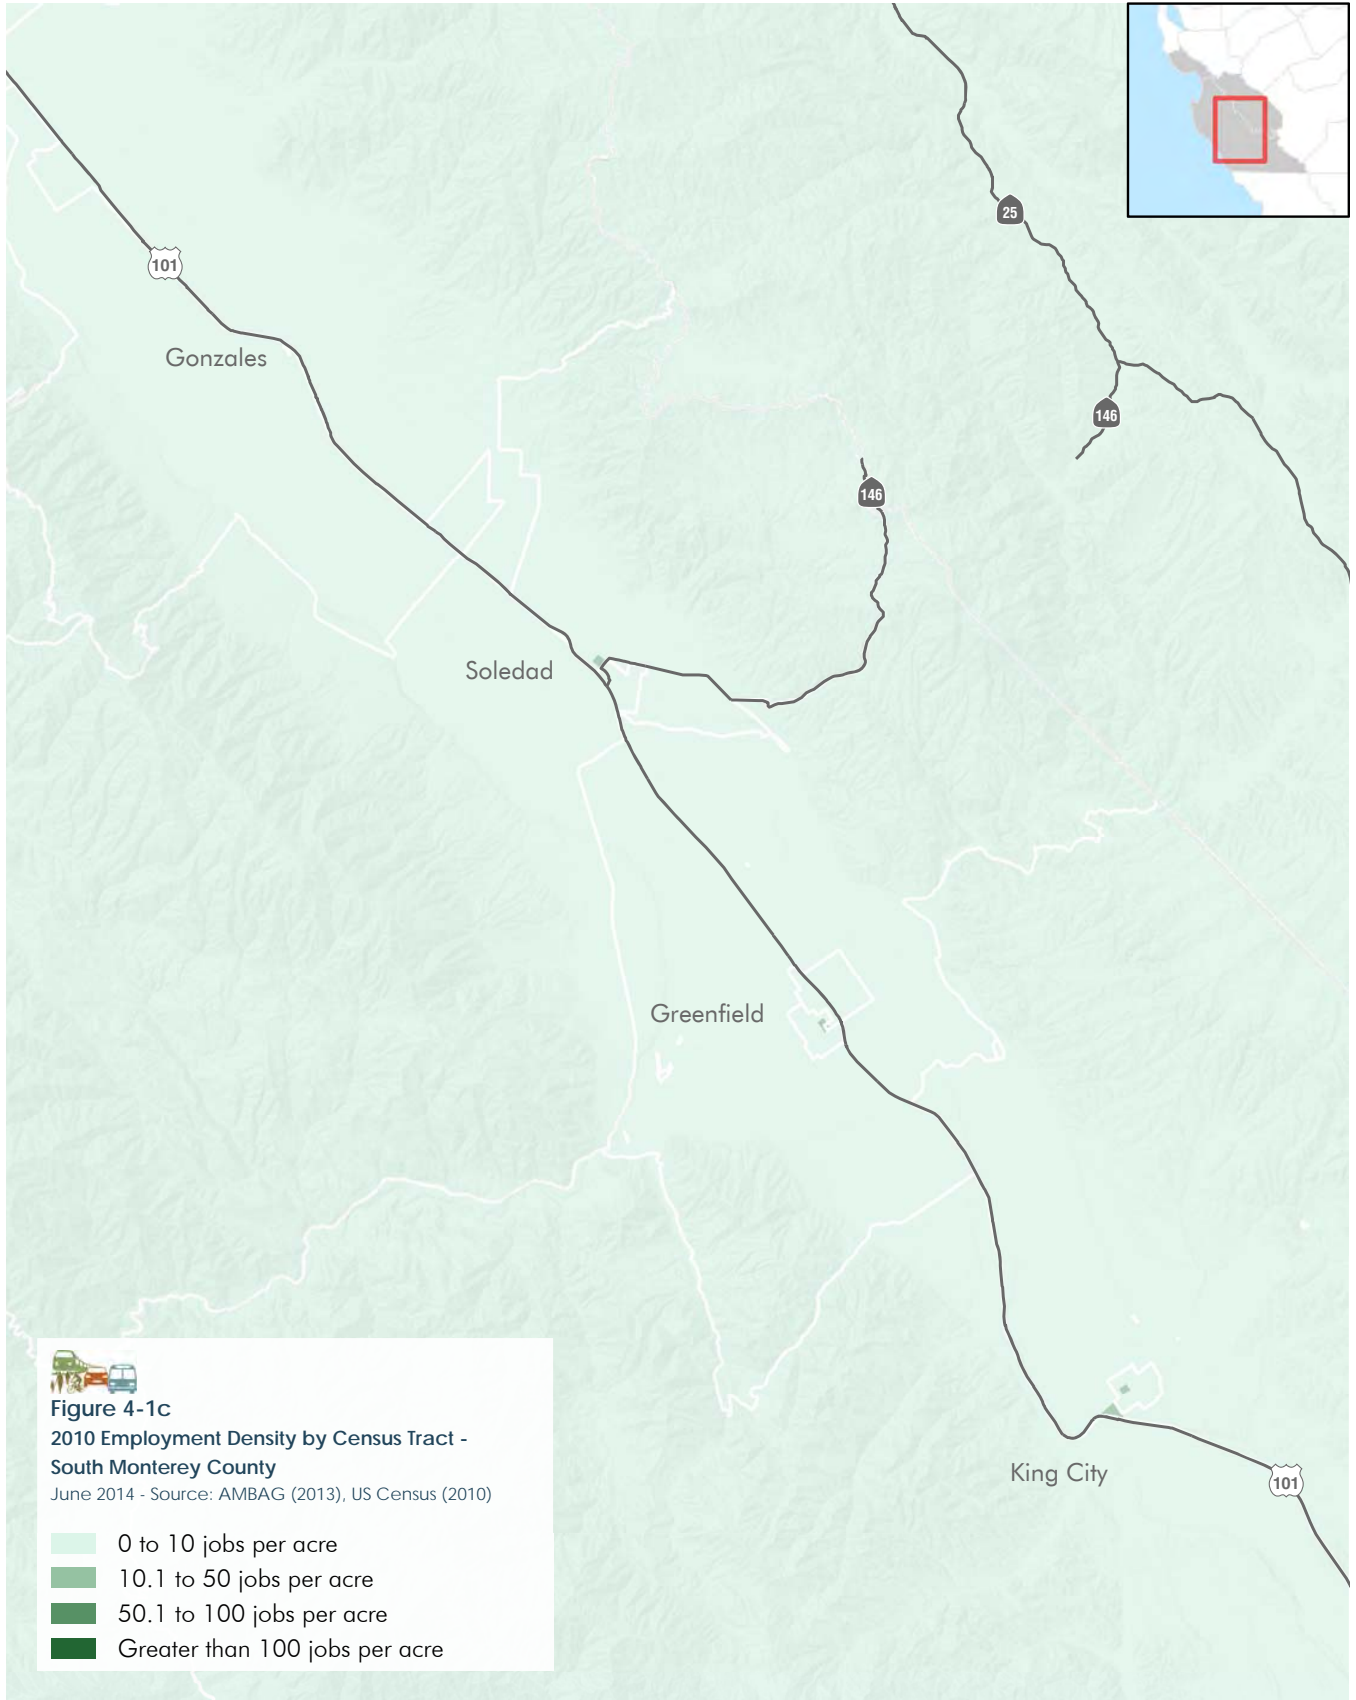 25
101
Gonzales
146
146
Soledad
Greenfield
King City
101
Figure 4-1c
2010 Employment Density by Census Tract -
South Monterey County
June 2014 - Source: AMBAG (2013), US Census (2010)
0 to 10 jobs per acre
10.1 to 50 jobs per acre
50.1 to 100 jobs per acre
Greater than 100 jobs per acre